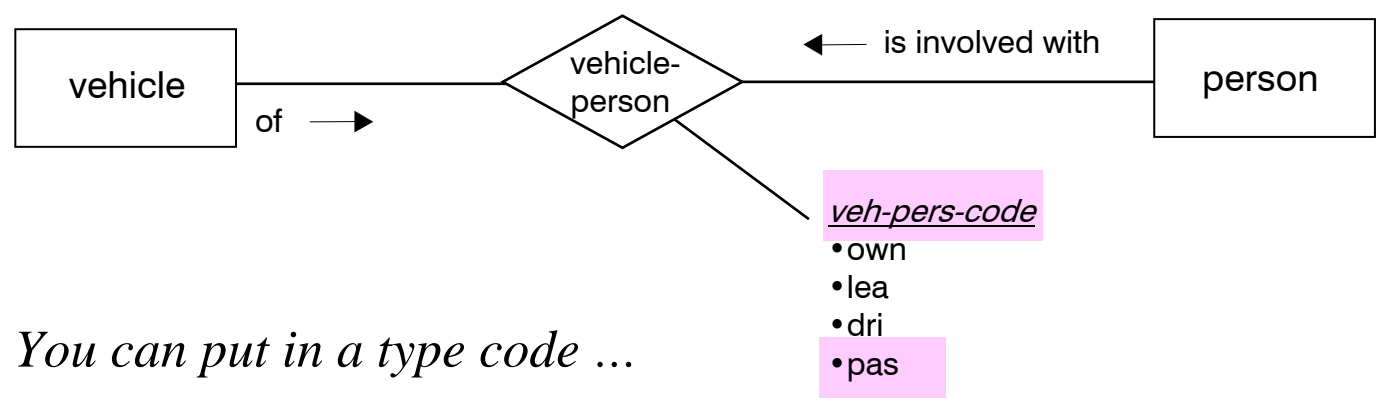 vehicle
of
vehicle-
person
is involved with
person
veh-pers-code
•own
•lea
•dri
•pas
You can put in a type code ...